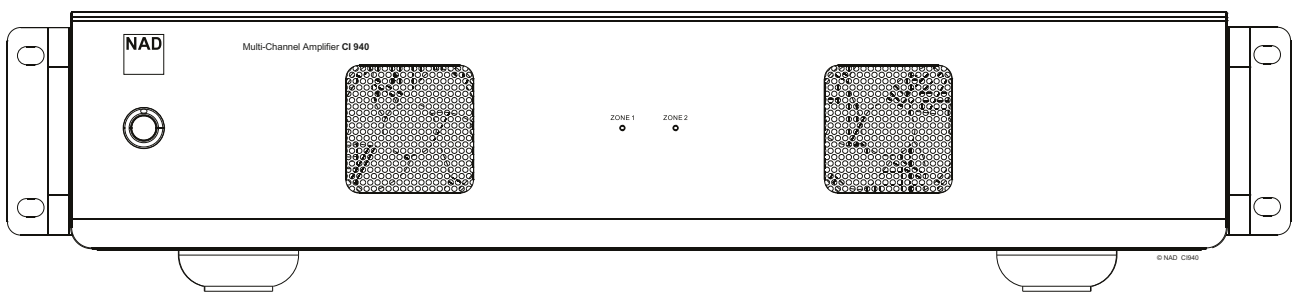 NAD
Multi-Channel Amplifier CI 940
ZONE 1 ZONE 2
© NAD CI940